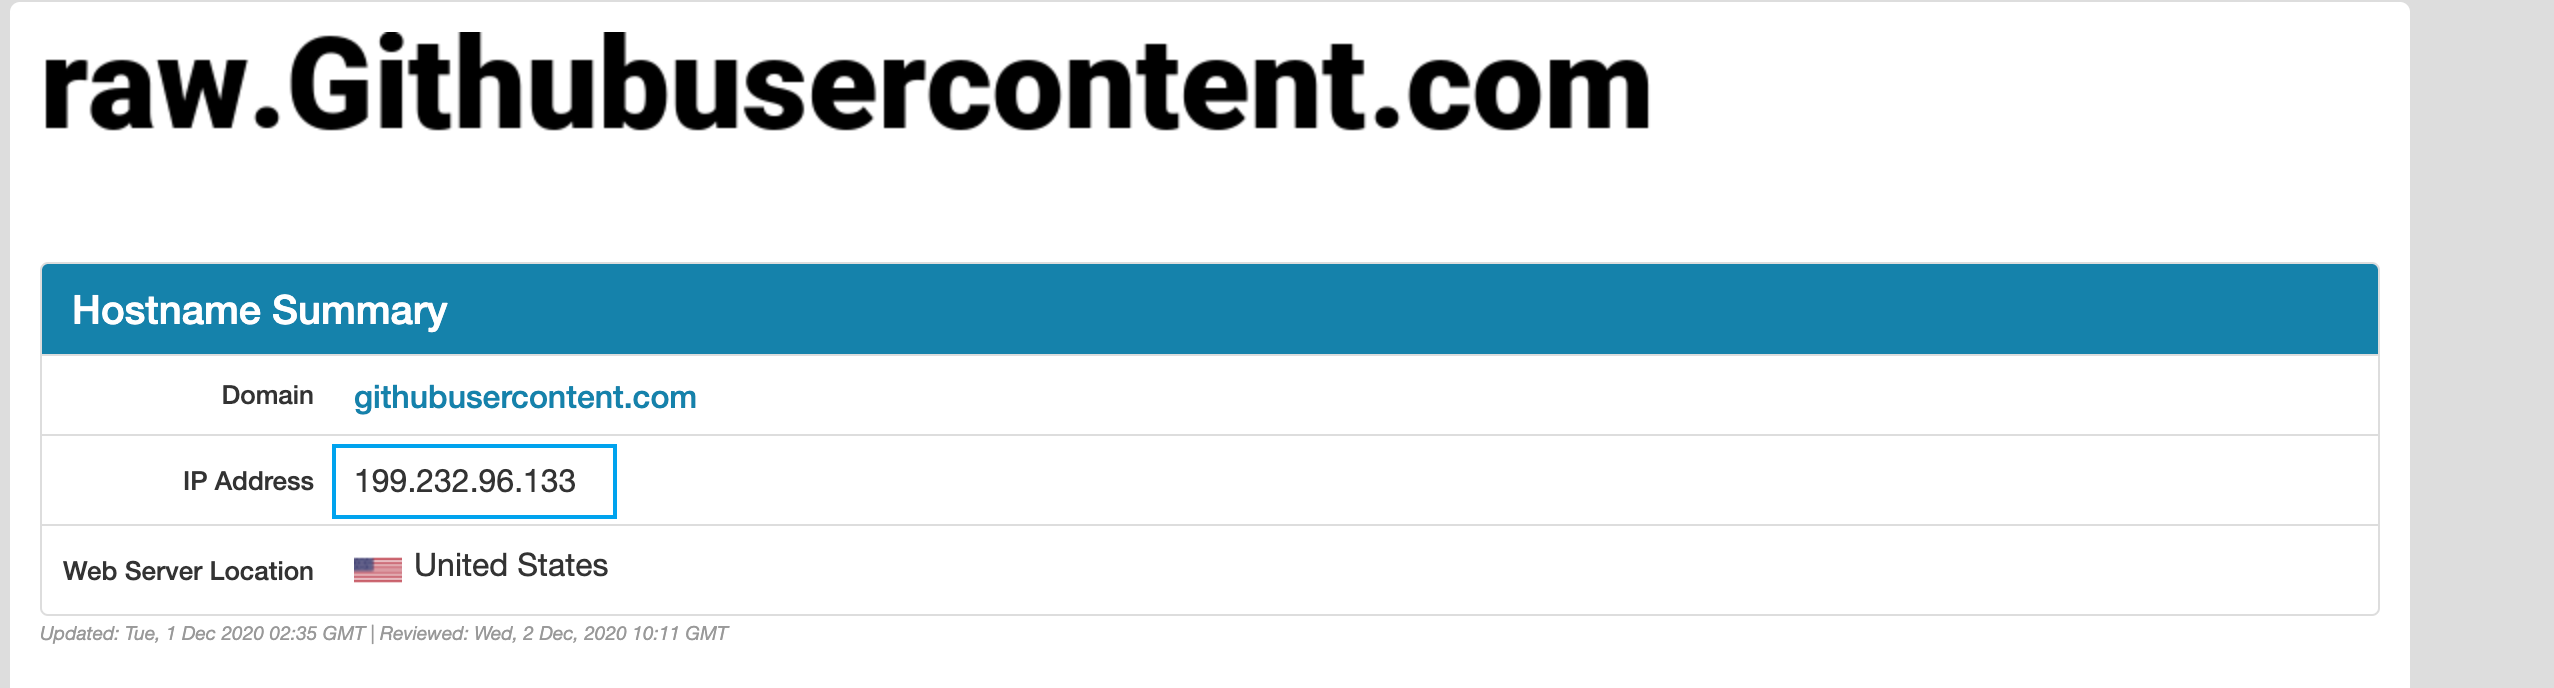 raw.Githubusercontent.com
Hostname Summary
Domain githubusercontent.com
IP Address 199.232.96.133
Web Server Location United States
Updated: Tue, 1 Dec 2020 02:35 GMT | Reviewed: Wed, 2 Dec, 2020 10:11 GMT